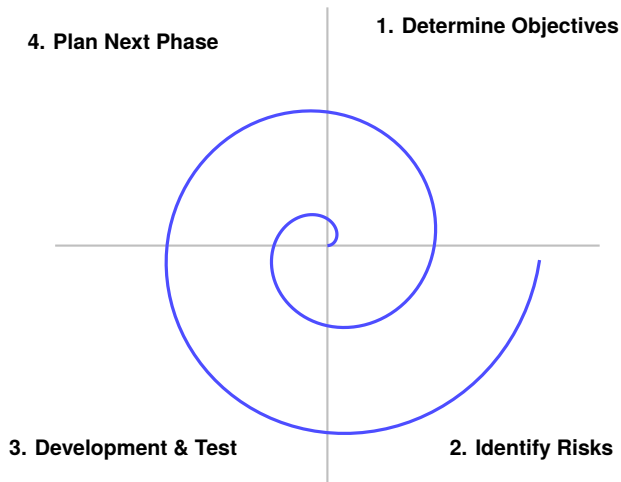 4. Plan Next Phase
1. Determine Objectives
3. Development & Test
2. Identify Risks